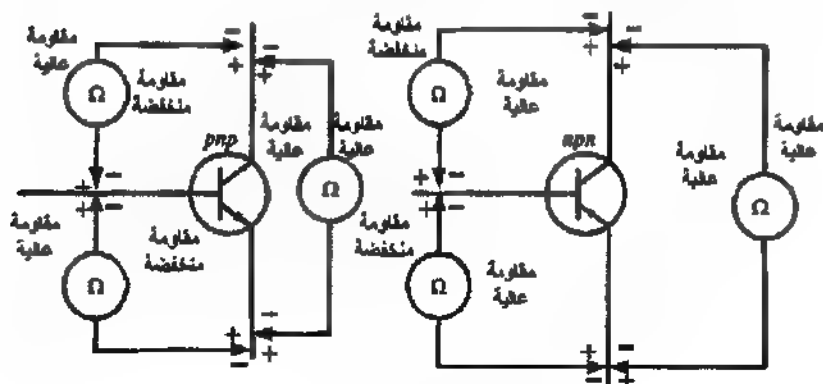 مقاومة
عالية
مقاومة
منخفضة
pnp
مقاومة
عالية
مقاومة
عالية
Ω
Ω
مقاومة
عالية
مقاومة
منخفضة
Ω
مقاومة
منخفضة
Ω
مقاومة
عالية
npn
مقاومة
عالية
مقاومة
عالية
Ω
مقاومة
منخفضة
Ω
مقاومة
عالية
- + - +
- + - +
+ - + -
+ - + -
- + - +
- + - +
+ - + -
+ - + -